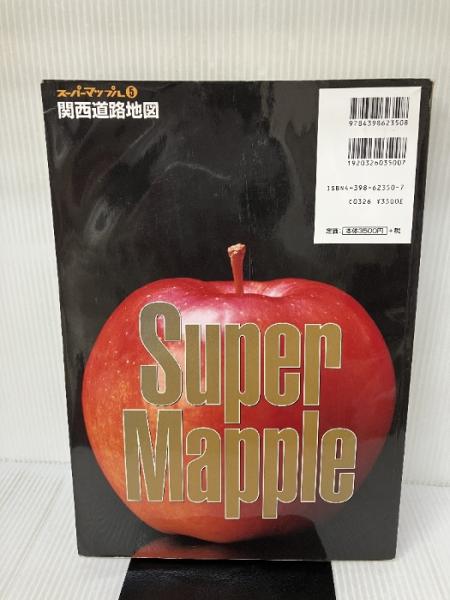 スーパーマップル5
関西道路地図
9784398623508
1920326035007
ISBN4-398-62350-7
C0326 ¥3500E
定価:本体3500円+税
Super
Mapple